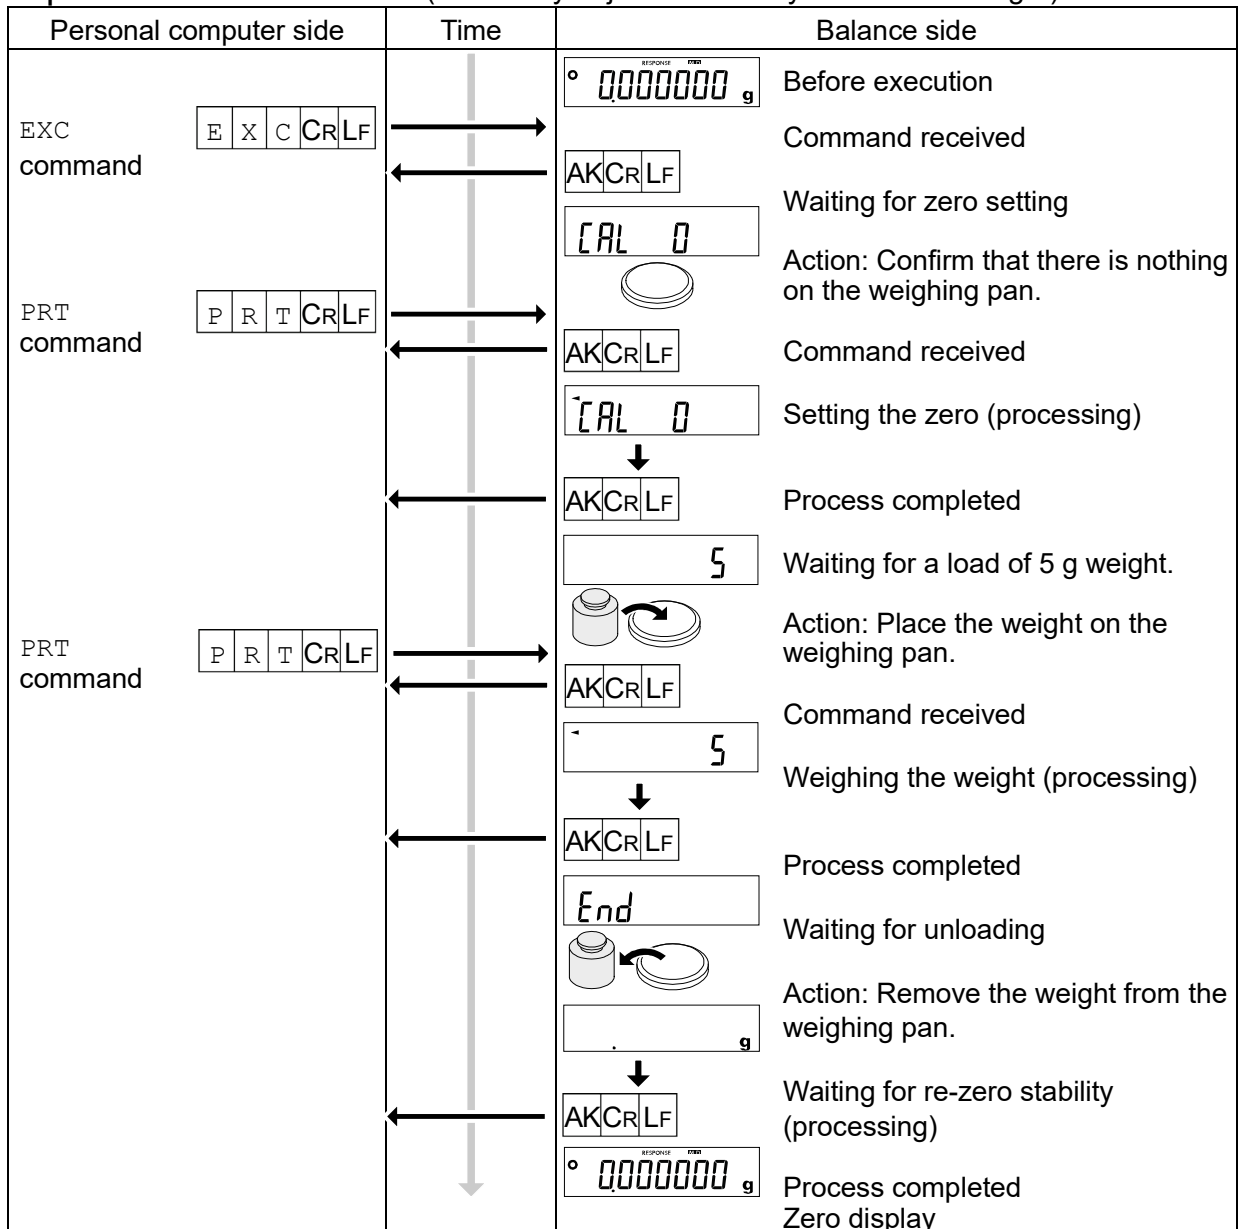 Personal computer side Time Balance side
RESPONSE
0.000000 g Before execution
EXC
command
E X C CR LF
Command received
AK CR LF
Waiting for zero setting
CAL 0
Action: Confirm that there is nothing
on the weighing pan.
PRT
command
P R T CR LF
AK CR LF Command received
CAL 0 Setting the zero (processing)
AK CR LF Process completed
5 Waiting for a load of 5 g weight.
Action: Place the weight on the
weighing pan.
PRT
command
P R T CR LF
AK CR LF
Command received
5
Weighing the weight (processing)
AK CR LF
Process completed
End
Waiting for unloading
Action: Remove the weight from the
weighing pan.
. g
Waiting for re-zero stability
(processing)
AK CR LF
RESPONSE
0.000000 g
Process completed
Zero display